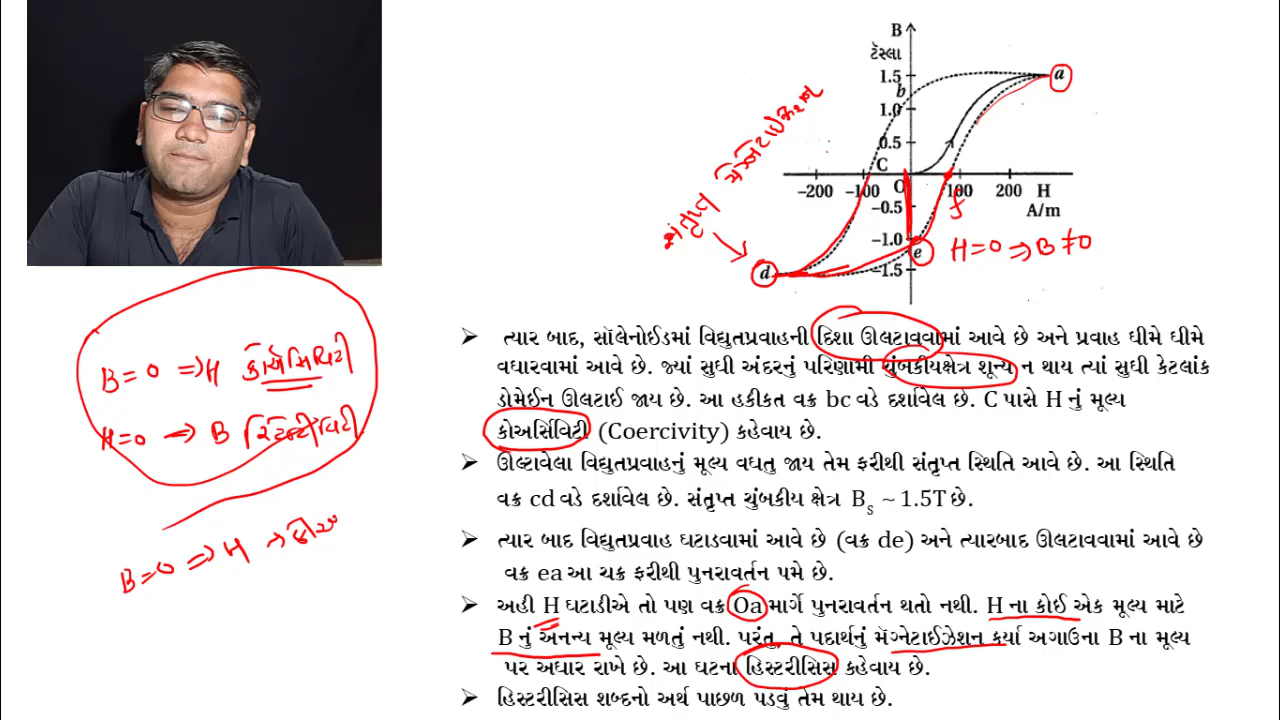 B
ટૅસ્લા
1.5
b
1.0
0.5
C
O
-200 -100 100 200 H
A/m
-0.5
-1.0
-1.5
a
d
e
f
સંતૃપ્ત મેગ્નેટાઈઝેશન
H=0 ⇒ B≠0
B=0 ⇒ H કોએર્સિવિટી
H=0 ⇒ B રિટેન્ટીવિટી
B=0 ⇒ H →
➢ ત્યાર બાદ, સૉલેનોઈડમાં વિદ્યુતપ્રવાહની દિશા ઊલટાવવામાં આવે છે અને પ્રવાહ ધીમે ધીમે
વધારવામાં આવે છે. જ્યાં સુધી અંદરનું પરિણામી ચુંબકીયક્ષેત્ર શૂન્ય ન થાય ત્યાં સુધી કેટલાંક
ડોમેઈન ઊલટાઈ જાય છે. આ હકીકત વક્ર bc વડે દર્શાવેલ છે. C પાસે H નું મૂલ્ય
કોઅર્સિવિટી (Coercivity) કહેવાય છે.
➢ ઊલ્ટાવેલા વિદ્યુતપ્રવાહનું મૂલ્ય વધતુ જાય તેમ ફરીથી સંતૃપ્ત સ્થિતિ આવે છે. આ સ્થિતિ
વક્ર cd વડે દર્શાવેલ છે. સંતૃપ્ત ચુંબકીય ક્ષેત્ર Bs ~ 1.5T છે.
➢ ત્યાર બાદ વિદ્યુતપ્રવાહ ઘટાડવામાં આવે છે (વક્ર de) અને ત્યારબાદ ઊલટાવવામાં આવે છે
વક્ર ea આ ચક્ર ફરીથી પુનરાવર્તન પમે છે.
➢ અહી H ઘટાડીએ તો પણ વક્ર Oa માર્ગે પુનરાવર્તન થતો નથી. H ના કોઈ એક મૂલ્ય માટે
B નું અનન્ય મૂલ્ય મળતું નથી. પરંતુ, તે પદાર્થનું મૅગ્નેટાઈઝેશન કર્યા અગાઉના B ના મૂલ્ય
પર અધાર રાખે છે. આ ઘટના હિસ્ટરીસિસ કહેવાય છે.
➢ હિસ્ટરીસિસ શબ્દનો અર્થ પાછળ પડવું તેમ થાય છે.